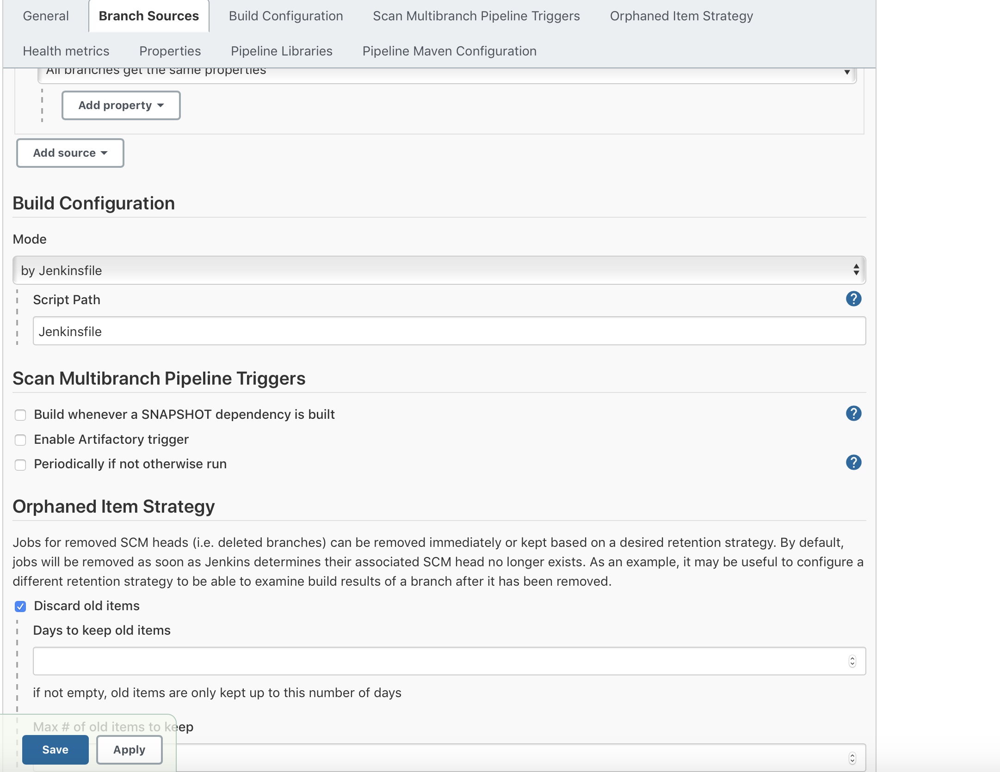 General Branch Sources Build Configuration Scan Multibranch Pipeline Triggers Orphaned Item Strategy
Health metrics Properties Pipeline Libraries Pipeline Maven Configuration
All branches get the same properties
Add property
Add source
Build Configuration
Mode
by Jenkinsfile
Script Path
?
Jenkinsfile
Scan Multibranch Pipeline Triggers
Build whenever a SNAPSHOT dependency is built ?
Enable Artifactory trigger
Periodically if not otherwise run ?
Orphaned Item Strategy
Jobs for removed SCM heads (i.e. deleted branches) can be removed immediately or kept based on a desired retention strategy. By default,
jobs will be removed as soon as Jenkins determines their associated SCM head no longer exists. As an example, it may be useful to configure a
different retention strategy to be able to examine build results of a branch after it has been removed.
Discard old items
Days to keep old items
if not empty, old items are only kept up to this number of days
Max # of old items to keep
Save Apply